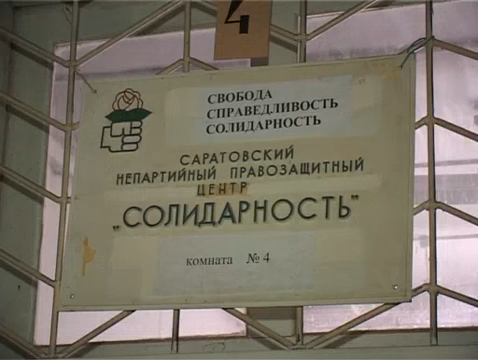 4
СВОБОДА
СПРАВЕДЛИВОСТЬ
СОЛИДАРНОСТЬ
САРАТОВСКИЙ
НЕПАРТИЙНЫЙ ПРАВОЗАЩИТНЫЙ
ЦЕНТР
„СОЛИДАРНОСТЬ"
комната № 4